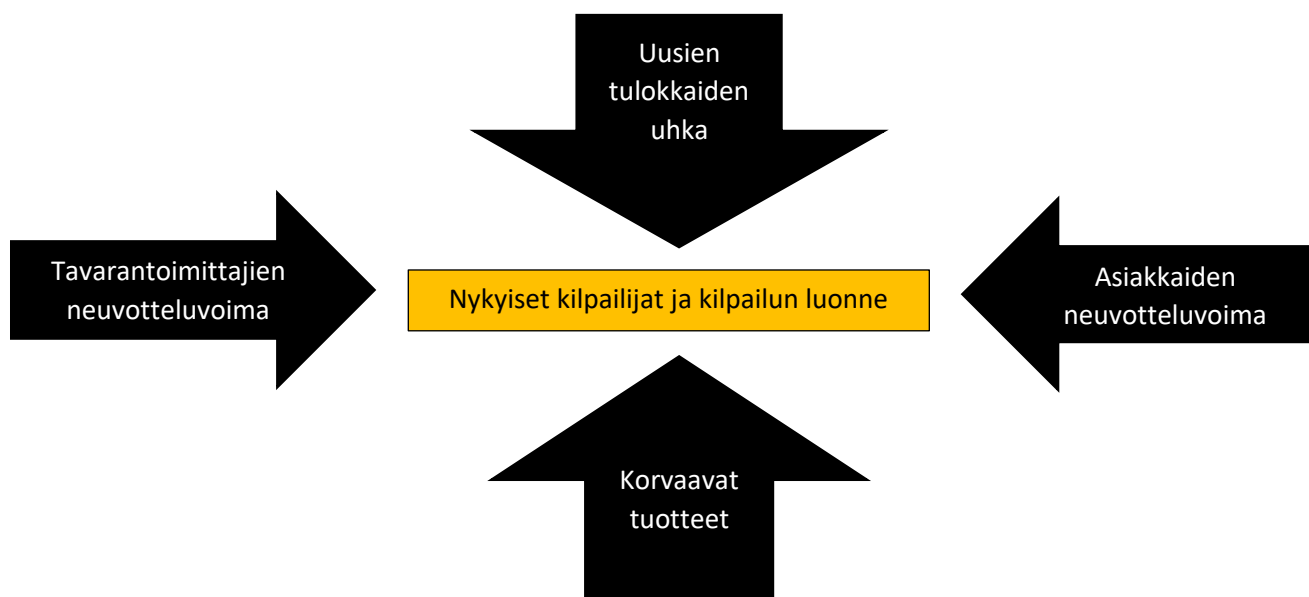 Uusien
tulokkaiden
uhka
Tavarantoimittajien
neuvotteluvoima
Nykyiset kilpailijat ja kilpailun luonne
Asiakkaiden
neuvotteluvoima
Korvaavat
tuotteet